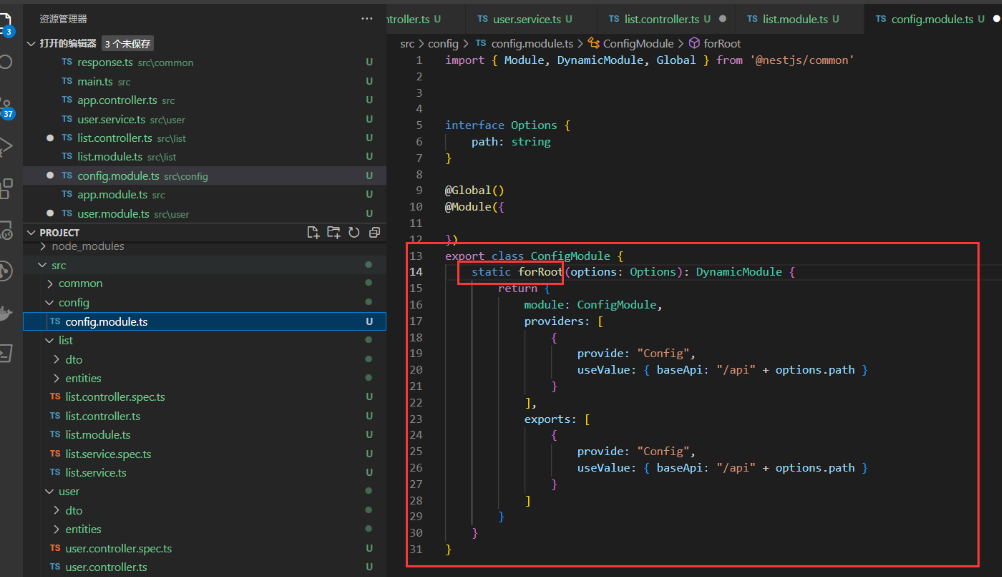 资源管理器
打开的编辑器 3 个未保存
TS response.ts src\common U
TS main.ts src U
TS app.controller.ts src U
TS user.service.ts src\user U
TS list.controller.ts src\list U
TS list.module.ts src\list U
TS config.module.ts src\config U
TS app.module.ts src U
TS user.module.ts src\user U
PROJECT
node_modules
src
common
config
TS config.module.ts U
list
dto
entities
TS list.controller.spec.ts U
TS list.controller.ts U
TS list.module.ts U
TS list.service.spec.ts U
TS list.service.ts U
user
dto
entities
TS user.controller.spec.ts U
TS user.controller.ts U
3
37
ntroller.ts U TS user.service.ts U TS list.controller.ts U TS list.module.ts U TS config.module.ts U
src > config > TS config.module.ts > ConfigModule > forRoot
1 import { Module, DynamicModule, Global } from '@nestjs/common'
2
3
4
5 interface Options {
6 path: string
7 }
8
9 @Global()
10 @Module({
11
12 })
13 export class ConfigModule {
14 static forRoot(options: Options): DynamicModule {
15 return {
16 module: ConfigModule,
17 providers: [
18 {
19 provide: "Config",
20 useValue: { baseApi: "/api" + options.path }
21 }
22 ],
23 exports: [
24 {
25 provide: "Config",
26 useValue: { baseApi: "/api" + options.path }
27 }
28 ]
29 }
30 }
31 }